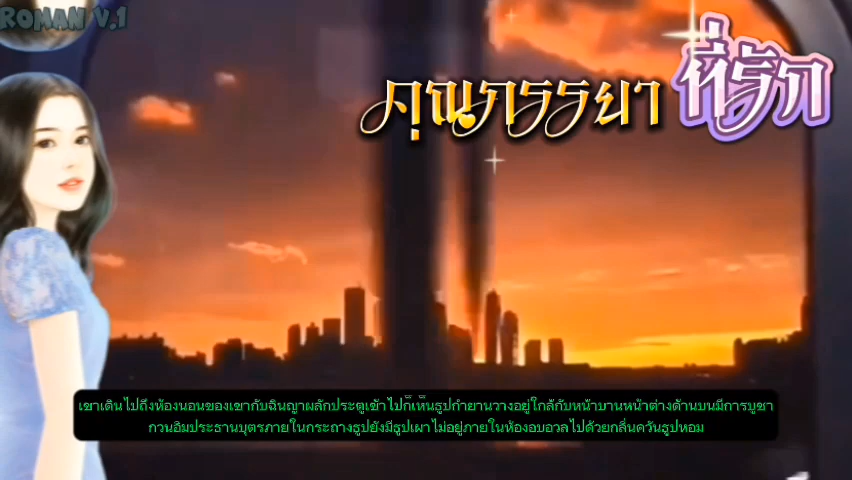 ROMAN V.1
คุณภรรยา ที่รัก
เขาเดินไปถึงห้องนอนของเขากับฉินญาผลักประตูเข้าไปก็เห็นธูปกำยานวางอยู่ใกล้กับหน้าบานหน้าต่างด้านบนมีการบูชา
กวนอิมประธานบุตรภายในกระถางธูปยังมีธูปเผาไม่อยู่ภายในห้องอบอวลไปด้วยกลิ่นควันธูปหอม